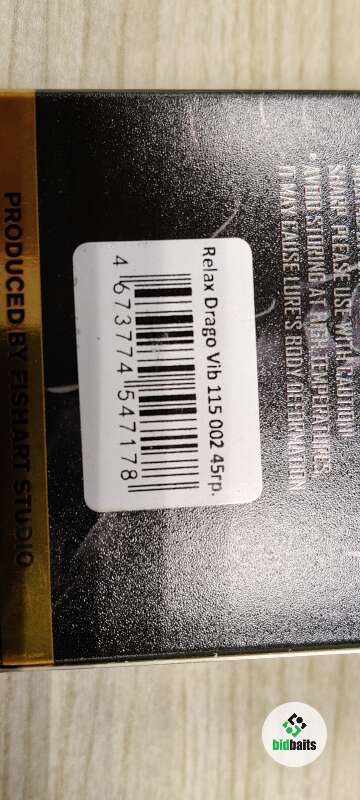 SHARP. PLEASE USE WITH CAUTION!
* AVOID STORING AT HIGH TEMPERATURES,
IT MAY CAUSE LURE'S BODY DEFORMATION
Relax Drago Vib 115 002 45гр.
4 673774 547178
PRODUCED BY FISHART STUDIO
bidbaits